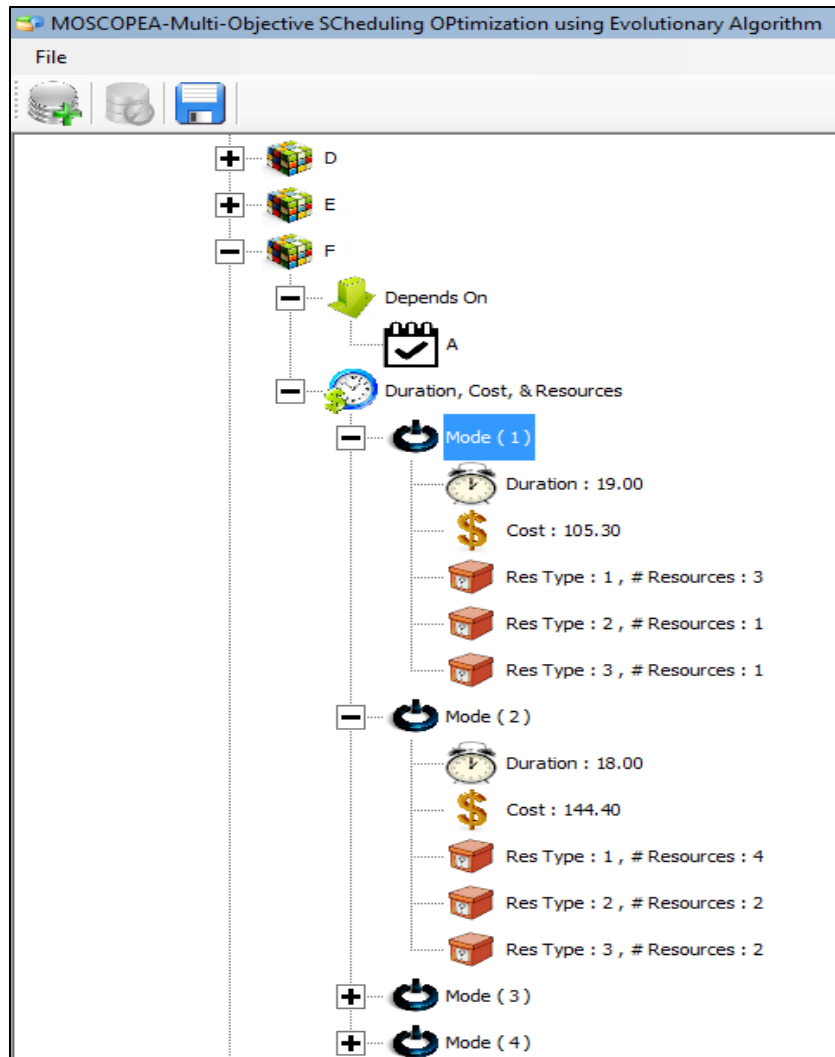 MOSCOPEA-Multi-Objective SCheduling OPtimization using Evolutionary Algorithm
File
D
E
F
Depends On
A
Duration, Cost, & Resources
Mode ( 1 )
Duration : 19.00
Cost : 105.30
Res Type : 1 , # Resources : 3
Res Type : 2 , # Resources : 1
Res Type : 3 , # Resources : 1
Mode ( 2 )
Duration : 18.00
Cost : 144.40
Res Type : 1 , # Resources : 4
Res Type : 2 , # Resources : 2
Res Type : 3 , # Resources : 2
Mode ( 3 )
Mode ( 4 )